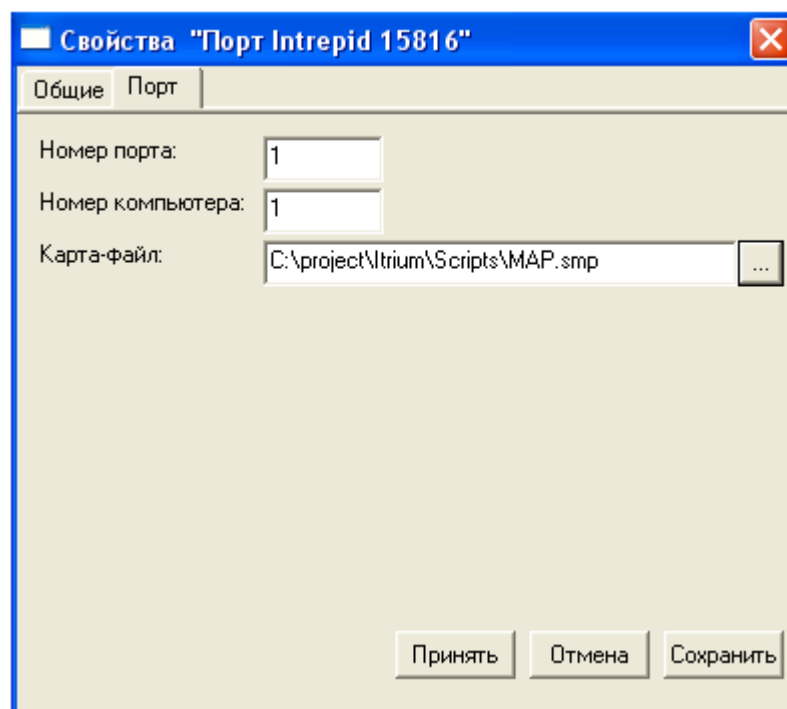 Свойства "Порт Intrepid 15816"
Общие Порт
Номер порта: 1
Номер компьютера: 1
Карта-файл: C:\project\Itrium\Scripts\MAP.smp ...
Принять Отмена Сохранить